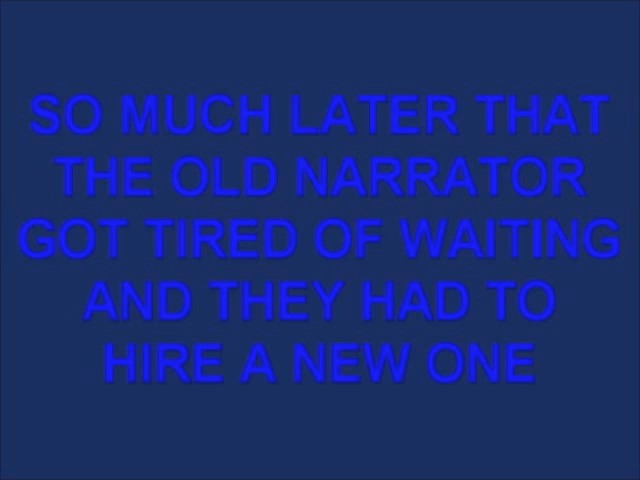 SO MUCH LATER THAT
THE OLD NARRATOR
GOT TIRED OF WAITING
AND THEY HAD TO
HIRE A NEW ONE